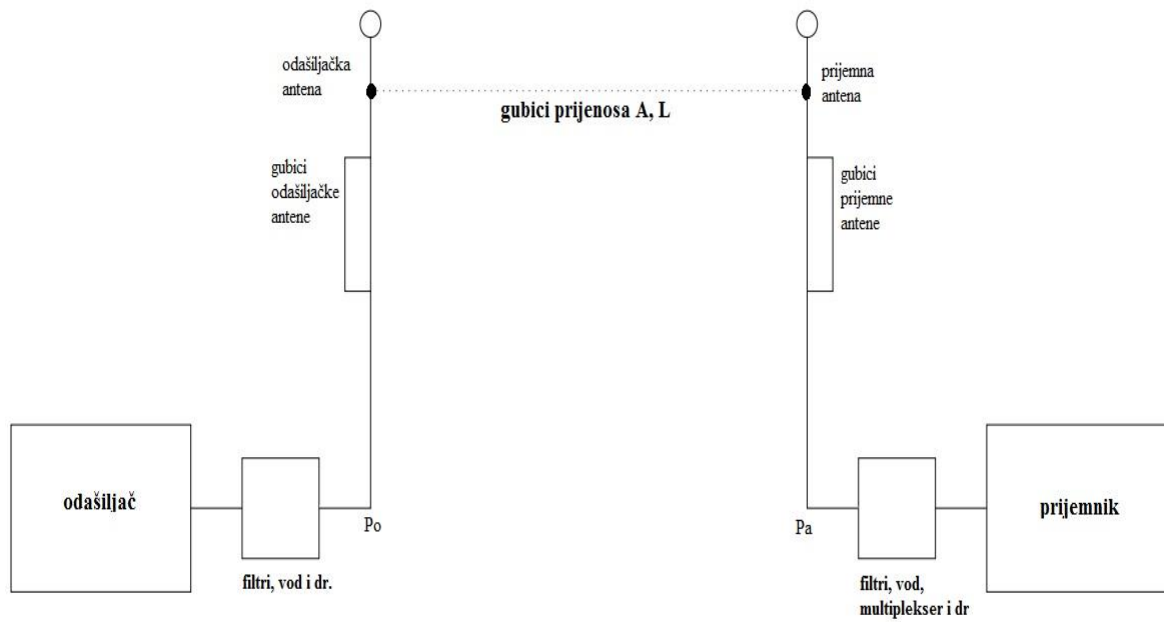 odašiljačka
antena
prijemna
antena
gubici prijenosa A, L
gubici
odašiljačke
antene
gubici
prijemne
antene
odašiljač
prijemnik
Po
Pa
filtri, vod i dr.
filtri, vod,
multiplekser i dr